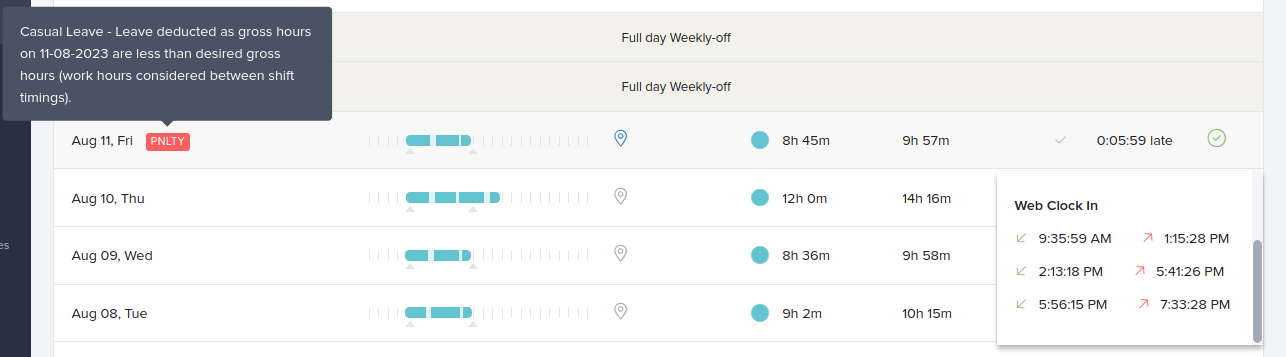 Casual Leave - Leave deducted as gross hours
on 11-08-2023 are less than desired gross
hours (work hours considered between shift
timings).
Full day Weekly-off
Full day Weekly-off
Aug 11, Fri PNLTY 8h 45m 9h 57m 0:05:59 late
Aug 10, Thu 12h 0m 14h 16m
Aug 09, Wed 8h 36m 9h 58m
Aug 08, Tue 9h 2m 10h 15m
Web Clock In
9:35:59 AM 1:15:28 PM
2:13:18 PM 5:41:26 PM
5:56:15 PM 7:33:28 PM
es